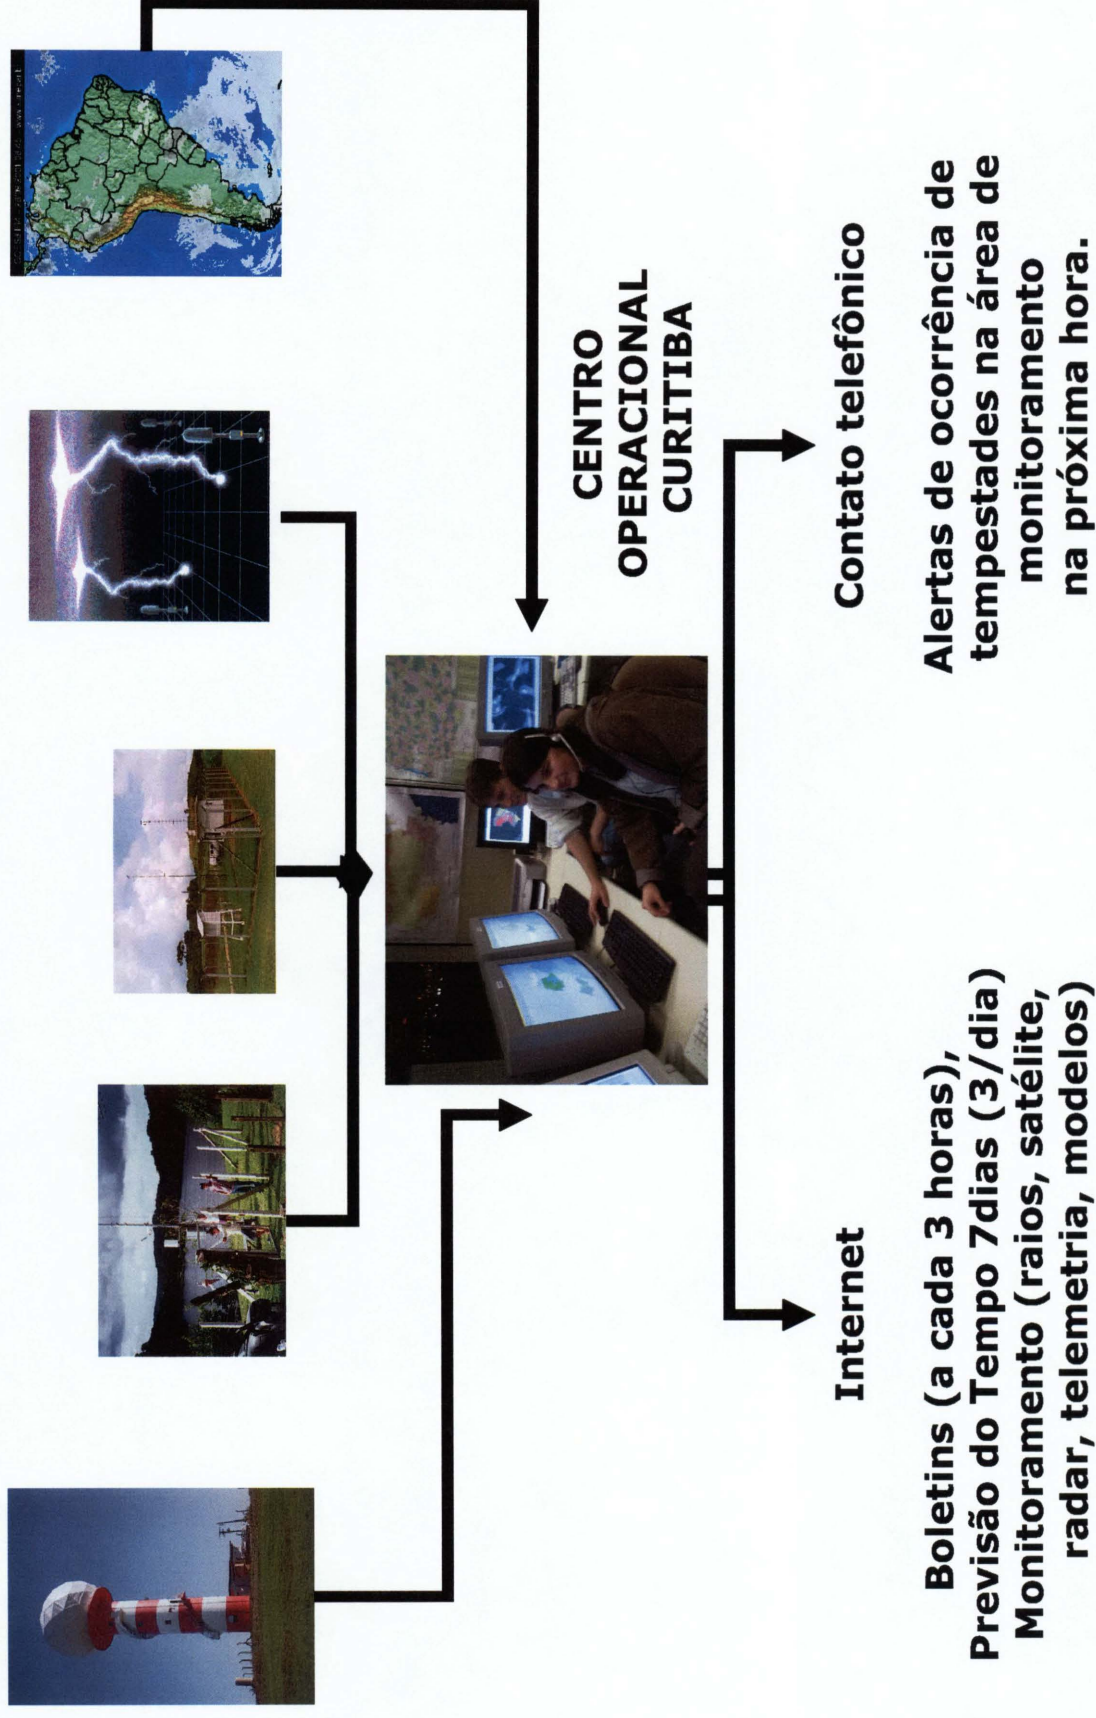 CENTRO
OPERACIONAL
CURITIBA
Internet
Boletins (a cada 3 horas),
Previsão do Tempo 7dias (3/dia)
Monitoramento (raios, satélite,
radar, telemetria, modelos)
Contato telefônico
Alertas de ocorrência de
tempestades na área de
monitoramento
na próxima hora.